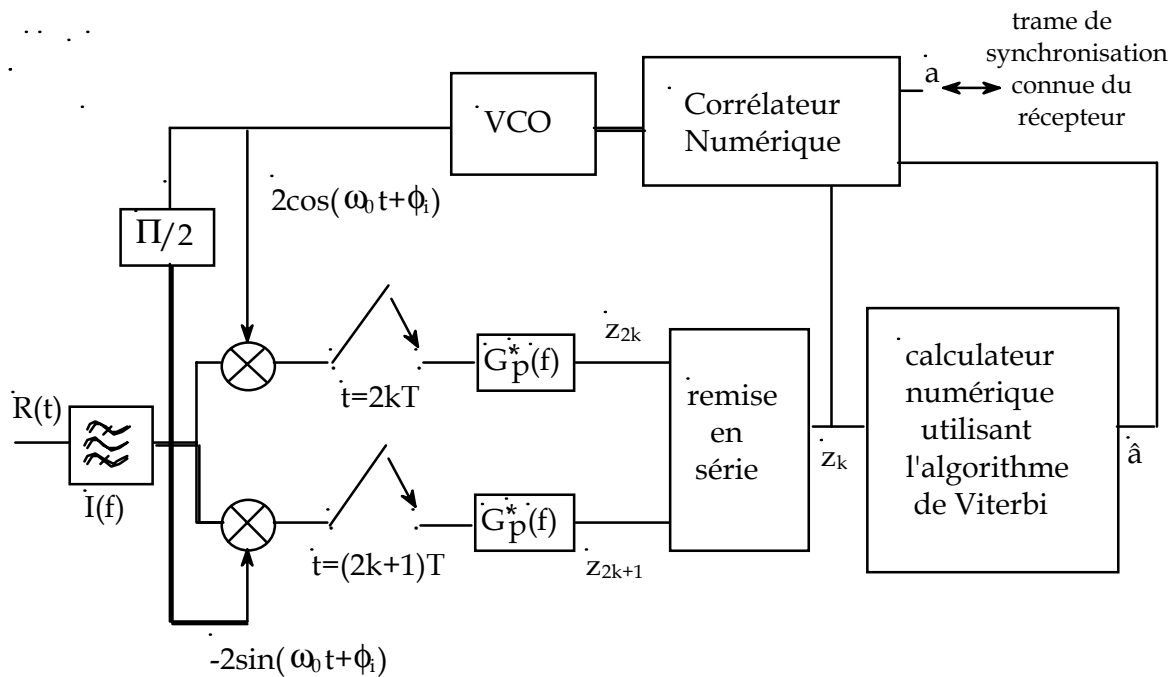 trame de
synchronisation
connue du
récepteur
a
VCO
Corrélateur
Numérique
2cos(ω₀t+ϕᵢ)
Π/2
z₂ₖ
G*ₚ(f)
t=2kT
R(t)
I(f)
remise
en
série
zₖ
calculateur
numérique
utilisant
l'algorithme
de Viterbi
â
G*ₚ(f)
t=(2k+1)T
z₂ₖ₊₁
-2sin(ω₀t+ϕᵢ)